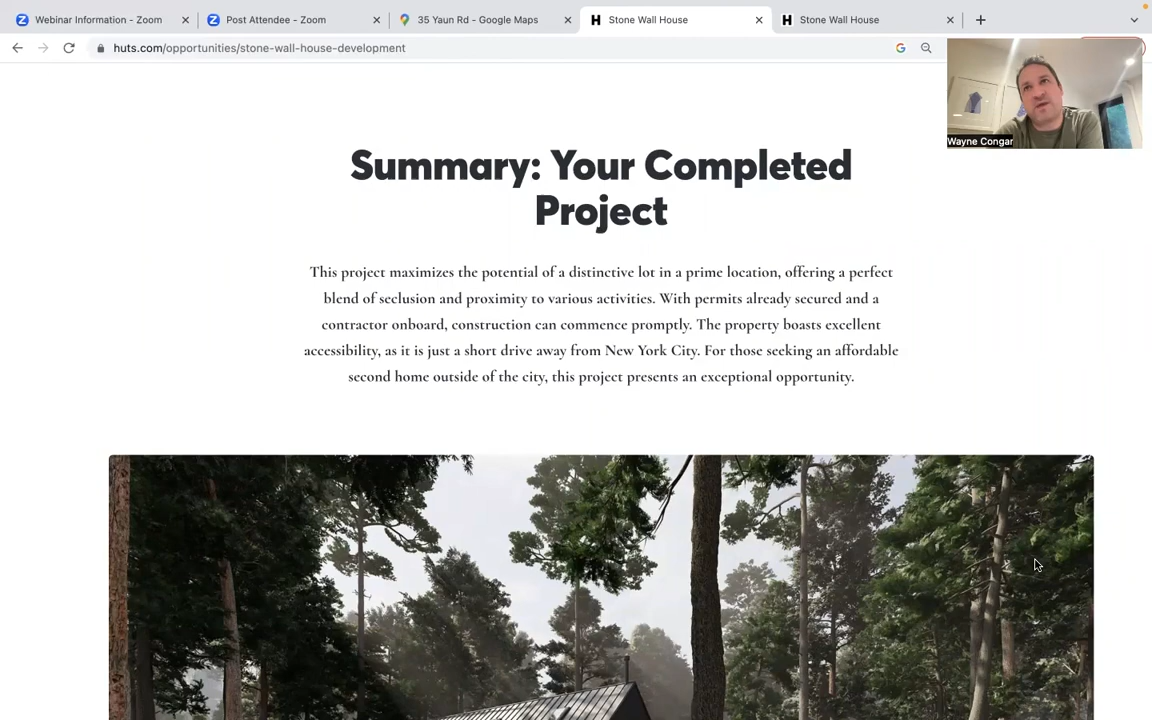 Webinar Information - Zoom
Post Attendee - Zoom
35 Yaun Rd - Google Maps
Stone Wall House
Stone Wall House
huts.com/opportunities/stone-wall-house-development
Wayne Congar
Summary: Your Completed
Project
This project maximizes the potential of a distinctive lot in a prime location, offering a perfect
blend of seclusion and proximity to various activities. With permits already secured and a
contractor onboard, construction can commence promptly. The property boasts excellent
accessibility, as it is just a short drive away from New York City. For those seeking an affordable
second home outside of the city, this project presents an exceptional opportunity.